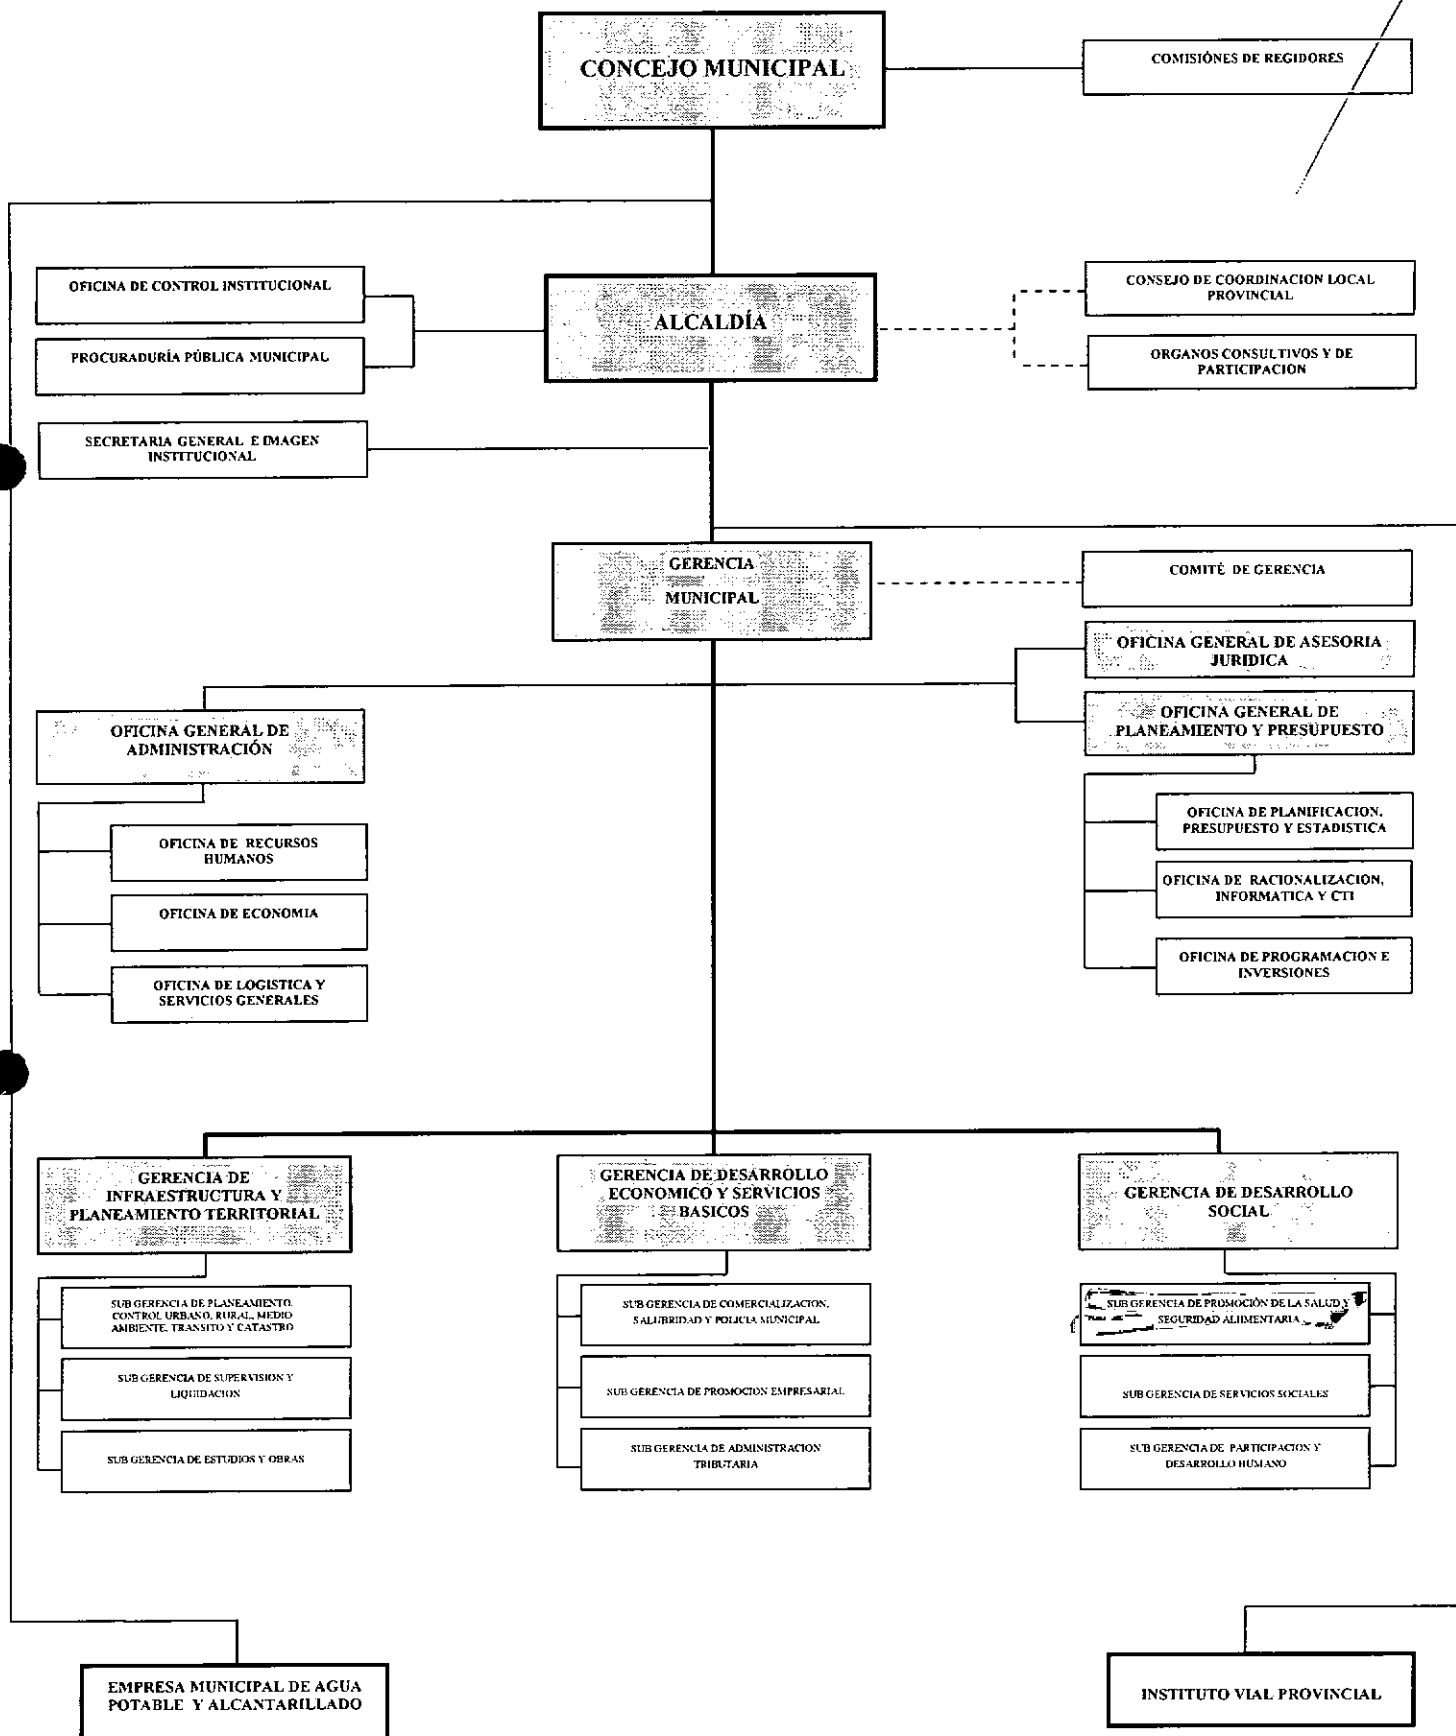 CONCEJO MUNICIPAL
COMISIÓNES DE REGIDORES
OFICINA DE CONTROL INSTITUCIONAL
PROCURADURÍA PÚBLICA MUNICIPAL
ALCALDÍA
CONSEJO DE COORDINACION LOCAL
PROVINCIAL
ORGANOS CONSULTIVOS Y DE
PARTICIPACION
SECRETARIA GENERAL E IMAGEN
INSTITUCIONAL
GERENCIA
MUNICIPAL
COMITÉ DE GERENCIA
OFICINA GENERAL DE ASESORIA
JURIDICA
OFICINA GENERAL DE
ADMINISTRACIÓN
OFICINA GENERAL DE
PLANEAMIENTO Y PRESUPUESTO
OFICINA DE RECURSOS
HUMANOS
OFICINA DE ECONOMIA
OFICINA DE LOGISTICA Y
SERVICIOS GENERALES
OFICINA DE PLANIFICACION,
PRESUPUESTO Y ESTADISTICA
OFICINA DE RACIONALIZACION,
INFORMATICA Y CTI
OFICINA DE PROGRAMACION E
INVERSIONES
GERENCIA DE
INFRAESTRUCTURA Y
PLANEAMIENTO TERRITORIAL
SUB GERENCIA DE PLANEAMIENTO,
CONTROL URBANO, RURAL, MEDIO
AMBIENTE, TRANSITO Y CATASTRO
SUB GERENCIA DE SUPERVISION Y
LIQUIDACION
SUB GERENCIA DE ESTUDIOS Y OBRAS
GERENCIA DE DESARROLLO
ECONOMICO Y SERVICIOS
BASICOS
SUB GERENCIA DE COMERCIALIZACION,
SALUBRIDAD Y POLICIA MUNICIPAL
SUB GERENCIA DE PROMOCION EMPRESARIAL
SUB GERENCIA DE ADMINISTRACION
TRIBUTARIA
GERENCIA DE DESARROLLO
SOCIAL
SUB GERENCIA DE PROMOCIÓN DE LA SALUD Y
SEGURIDAD ALIMENTARIA
SUB GERENCIA DE SERVICIOS SOCIALES
SUB GERENCIA DE PARTICIPACION Y
DESARROLLO HUMANO
EMPRESA MUNICIPAL DE AGUA
POTABLE Y ALCANTARILLADO
INSTITUTO VIAL PROVINCIAL